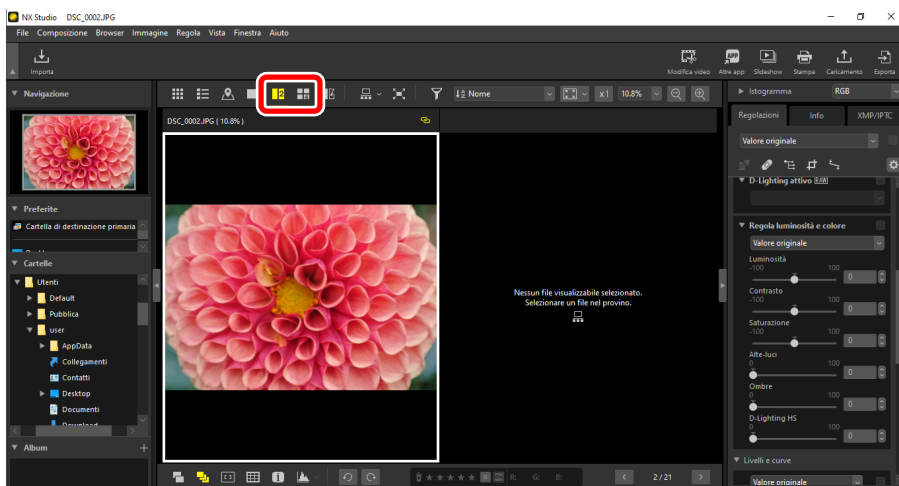 NX Studio DSC_0002.JPG
File Composizione Browser Immagine Regola Vista Finestra Aiuto
Importa
Modifica video Altre app Slideshow Stampa Caricamento Esporta
Navigazione
2
4
Nome
x1
10.8%
Istogramma
RGB
DSC_0002.JPG ( 10.8% )
Regolazioni Info XMP/IPTC
Valore originale
D-Lighting attivo RAW
Preferite
Cartella di destinazione primaria
Regola luminosità e colore
Valore originale
Cartelle
Luminosità
-100 100
0
Utenti
Default
Pubblica
user
AppData
Collegamenti
Contatti
Desktop
Documenti
Download
Nessun file visualizzabile selezionato.
Selezionare un file nel provino.
Contrasto
-100 100
0
Saturazione
-100 100
0
Alte-luci
0 100
0
Ombre
0 100
0
D-Lighting HS
0 100
0
Album
Livelli e curve
Valore originale
R: G: B:
2/21